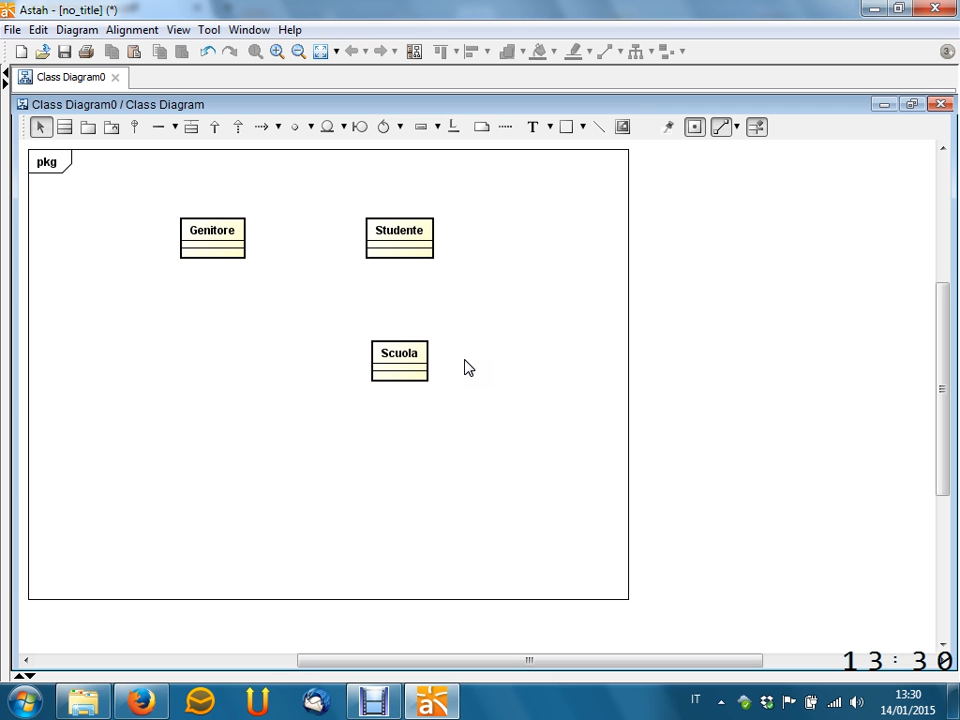 Astah - [no_title] (*)
File Edit Diagram Alignment View Tool Window Help
3
Class Diagram0
Class Diagram0 / Class Diagram
L T
pkg
Genitore Studente
Scuola
13:30
IT 13:30
14/01/2015